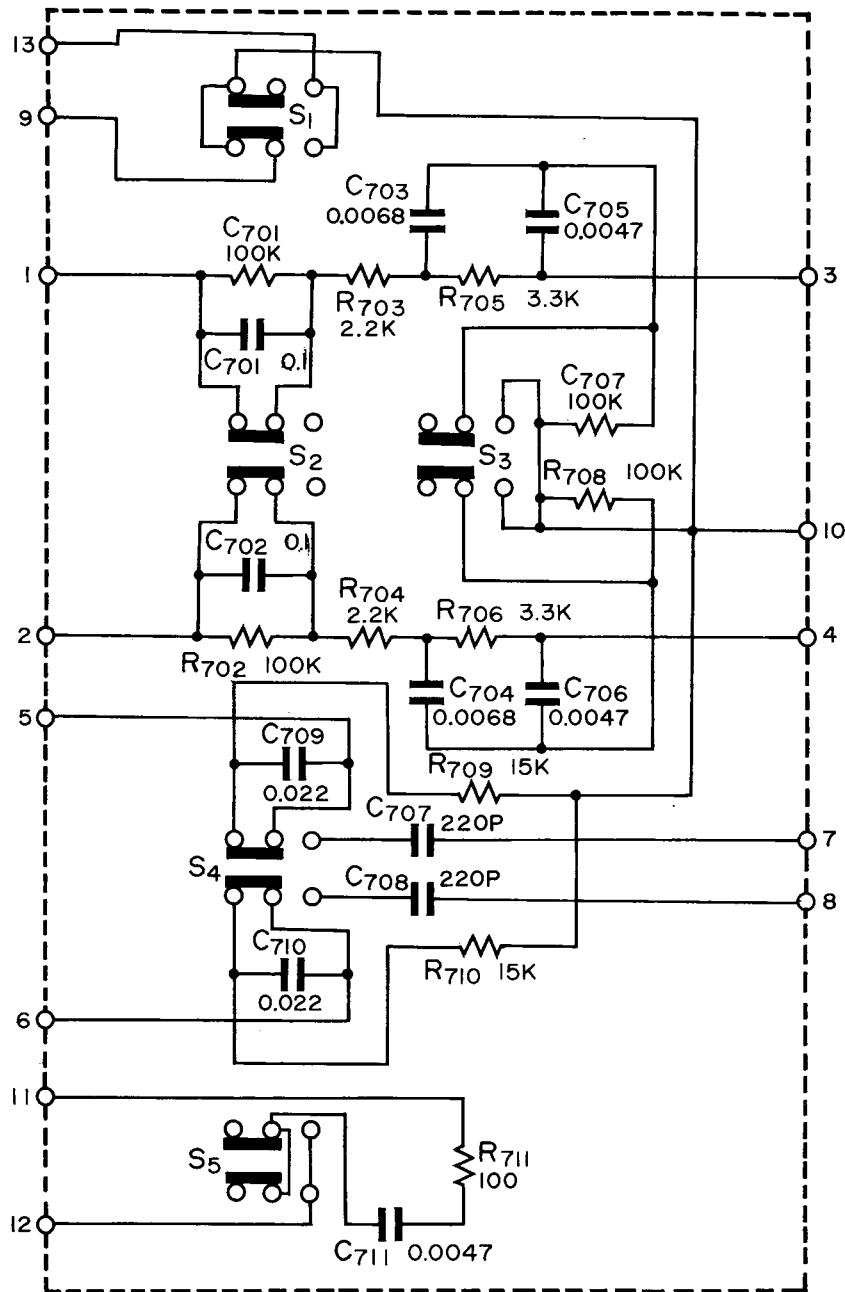 13
S1
9
C703
0.0068
C705
0.0047
C701
100K
1
R703
2.2K
R705 3.3K
3
C701 0.1
C707
100K
S2
S3
R708 100K
C702 0.1
10
R704
2.2K
R706 3.3K
2
4
R702 100K
C704
0.0068
C706
0.0047
5
C709
0.022
R709 15K
C707 220P
7
S4
C708 220P
8
C710
0.022
R710 15K
6
11
S5
R711
100
12
C711 0.0047